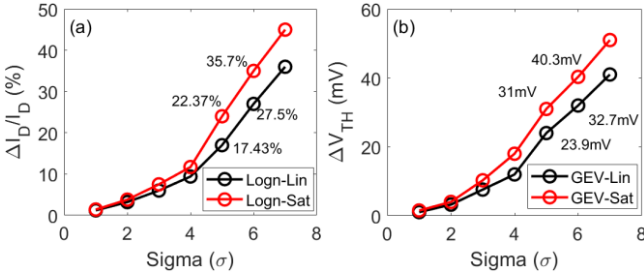 (a)
ΔI_D/I_D (%)
50
40
30
20
10
0
35.7%
22.37%
27.5%
17.43%
Logn-Lin
Logn-Sat
0 2 4 6 8
Sigma (σ)
(b)
ΔV_TH (mV)
60
40
20
0
40.3mV
31mV
32.7mV
23.9mV
GEV-Lin
GEV-Sat
0 2 4 6 8
Sigma (σ)